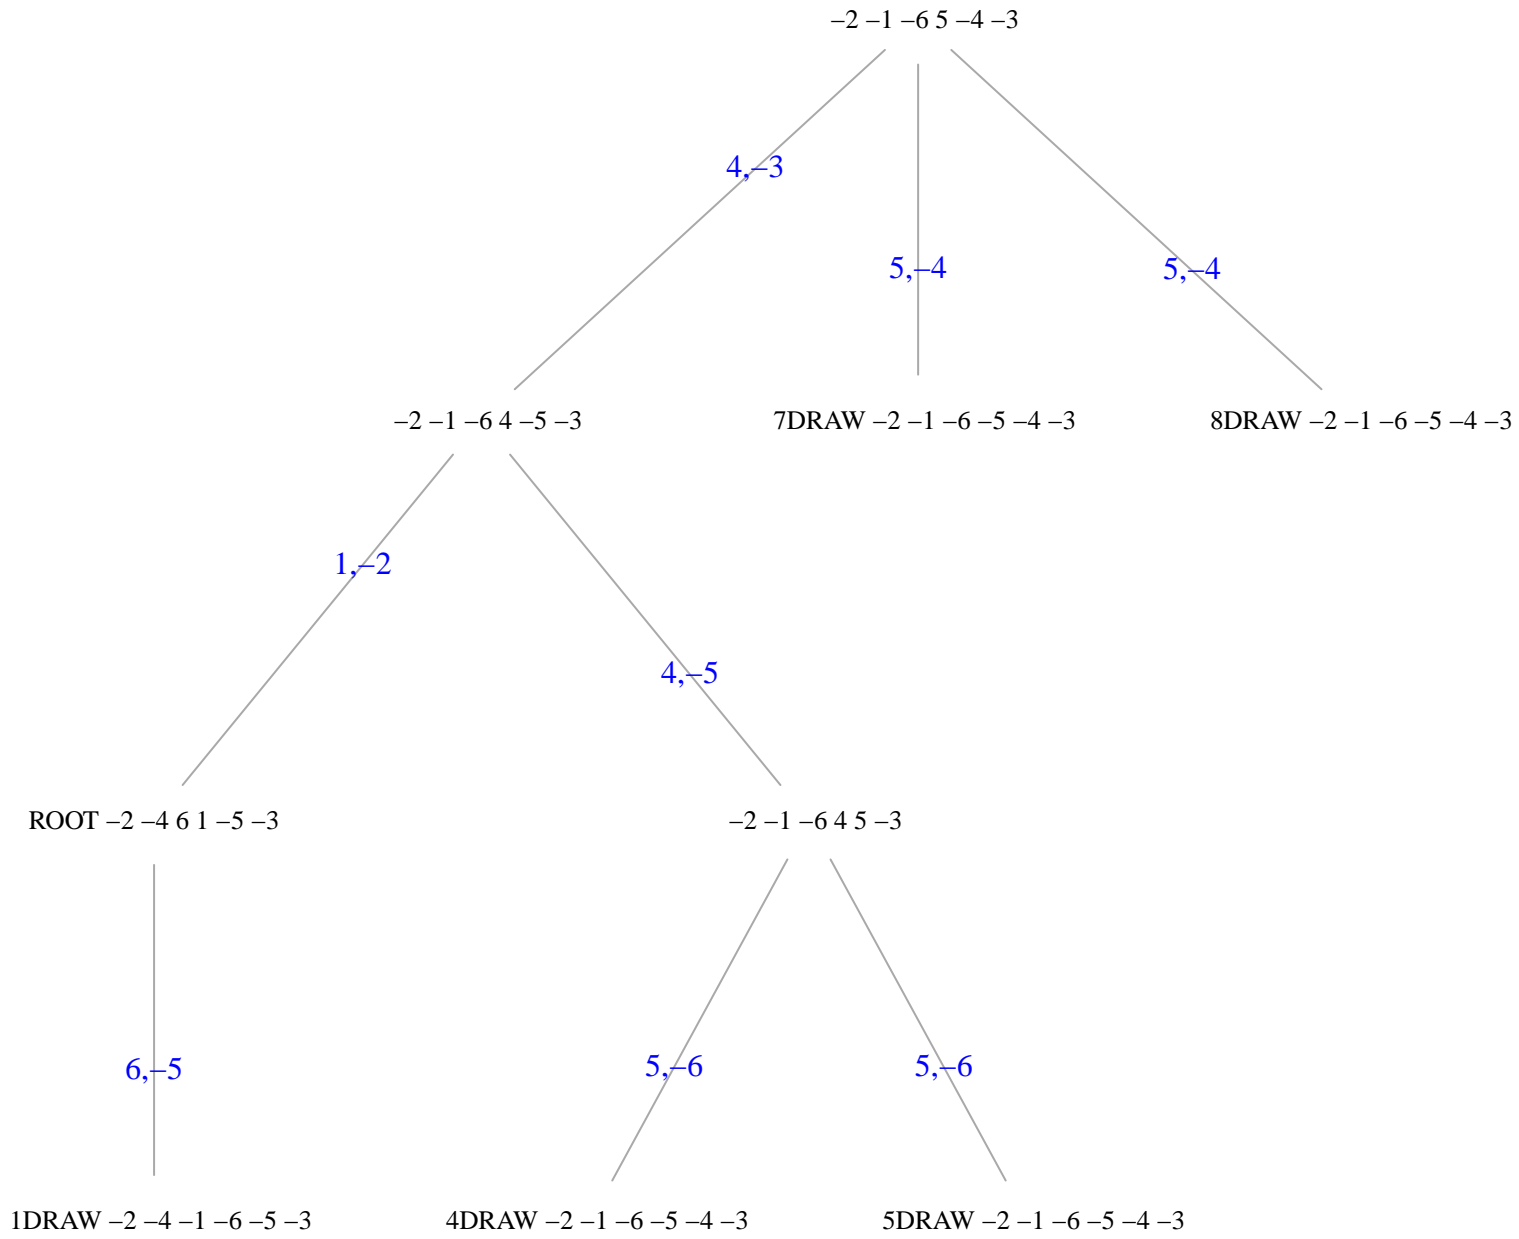 –2 –1 –6 5 –4 –3
4,–3
5,–4
5,–4
–2 –1 –6 4 –5 –3
7DRAW –2 –1 –6 –5 –4 –3
8DRAW –2 –1 –6 –5 –4 –3
1,–2
4,–5
ROOT –2 –4 6 1 –5 –3
–2 –1 –6 4 5 –3
6,–5
5,–6
5,–6
1DRAW –2 –4 –1 –6 –5 –3
4DRAW –2 –1 –6 –5 –4 –3
5DRAW –2 –1 –6 –5 –4 –3